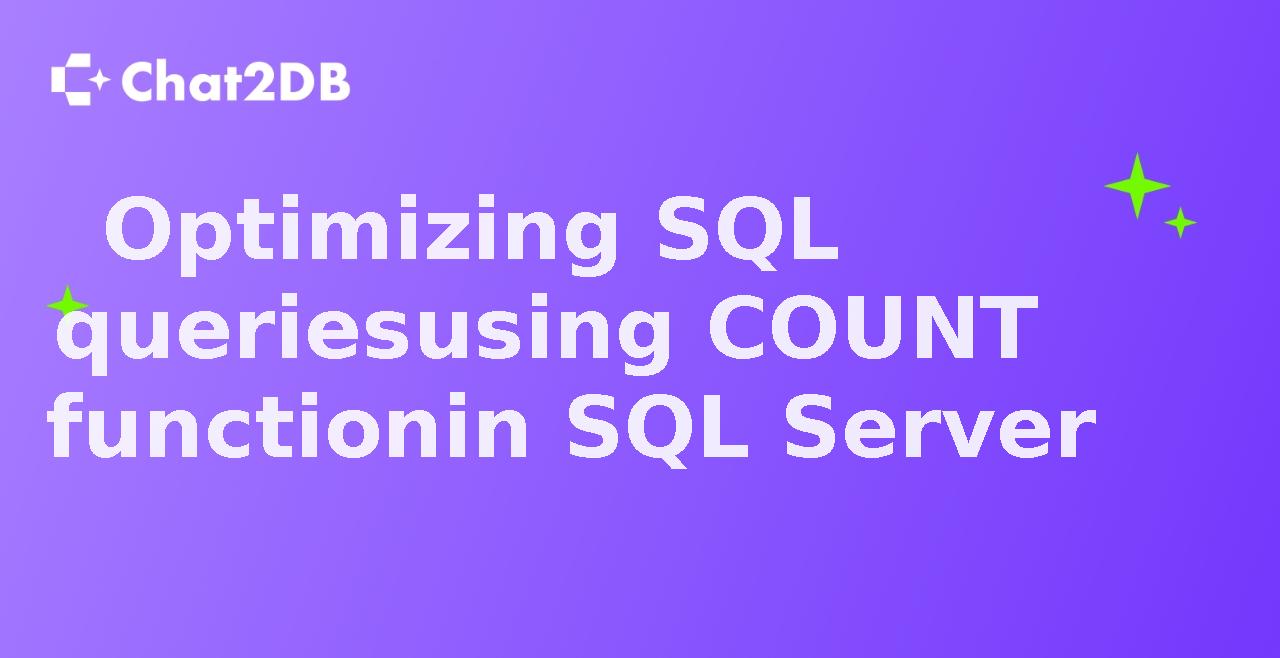 Chat2DB
Optimizing SQL
queriesusing COUNT
functionin SQL Server